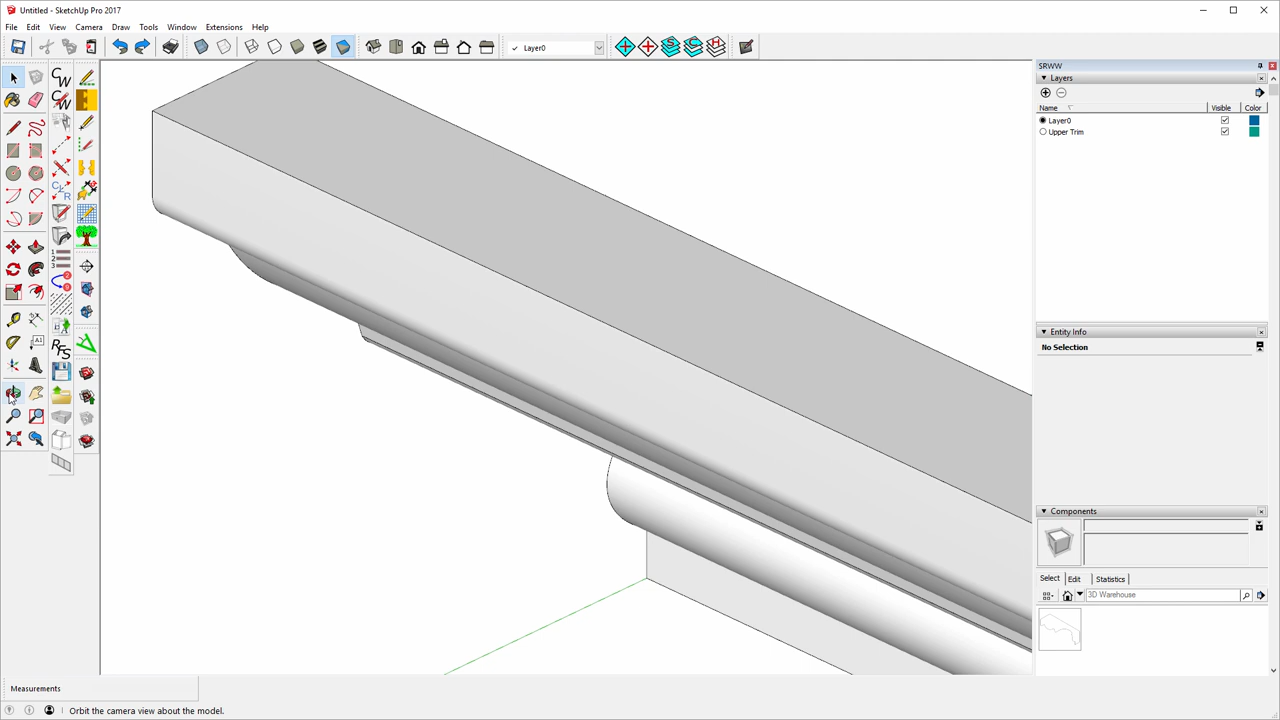 Untitled - SketchUp Pro 2017
File Edit View Camera Draw Tools Window Extensions Help
Layer0
SRWW
Layers
Name Visible Color
Layer0
Upper Trim
Entity Info
No Selection
Components
Select Edit Statistics
3D Warehouse
Measurements
Orbit the camera view about the model.